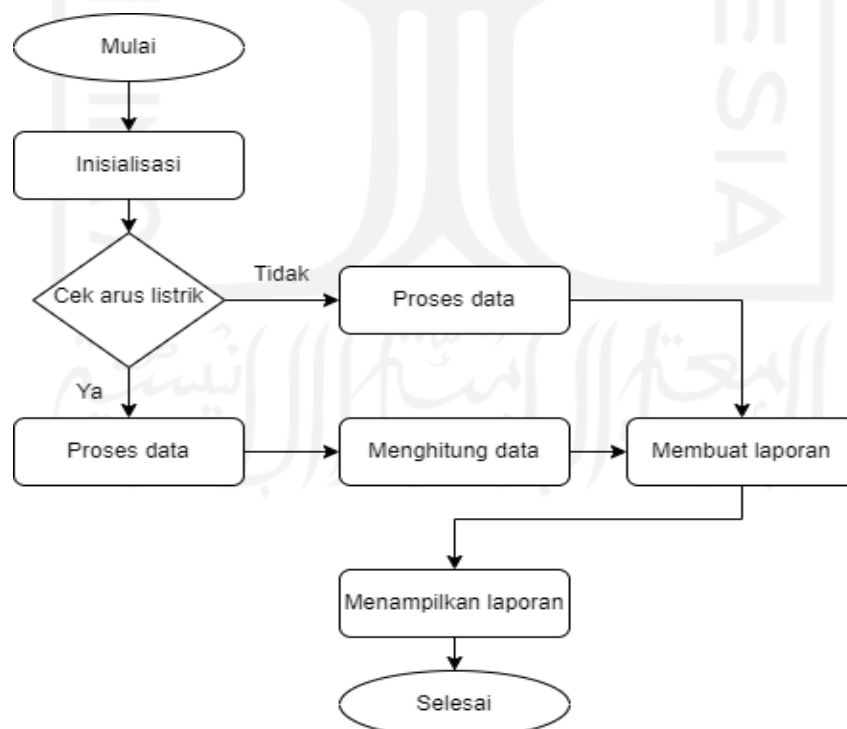 Mulai
Inisialisasi
Cek arus listrik
Tidak
Proses data
Ya
Proses data
Menghitung data
Membuat laporan
Menampilkan laporan
Selesai